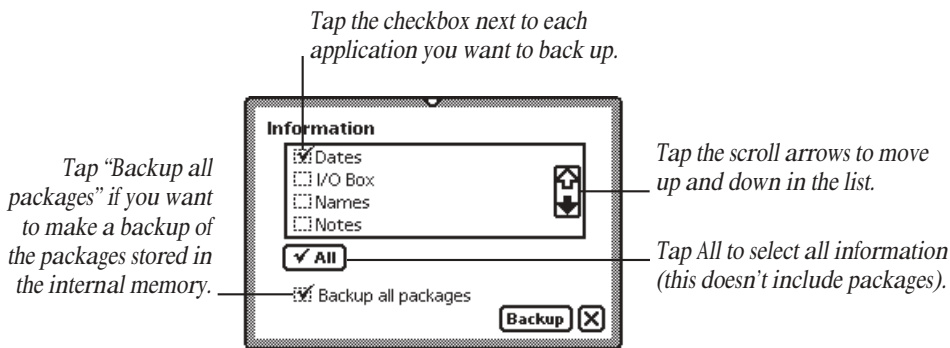 Tap the checkbox next to each
application you want to back up.
Information
Dates
I/O Box
Names
Notes
All
Backup all packages
Backup
Tap “Backup all
packages” if you want
to make a backup of
the packages stored in
the internal memory.
Tap the scroll arrows to move
up and down in the list.
Tap All to select all information
(this doesn’t include packages).